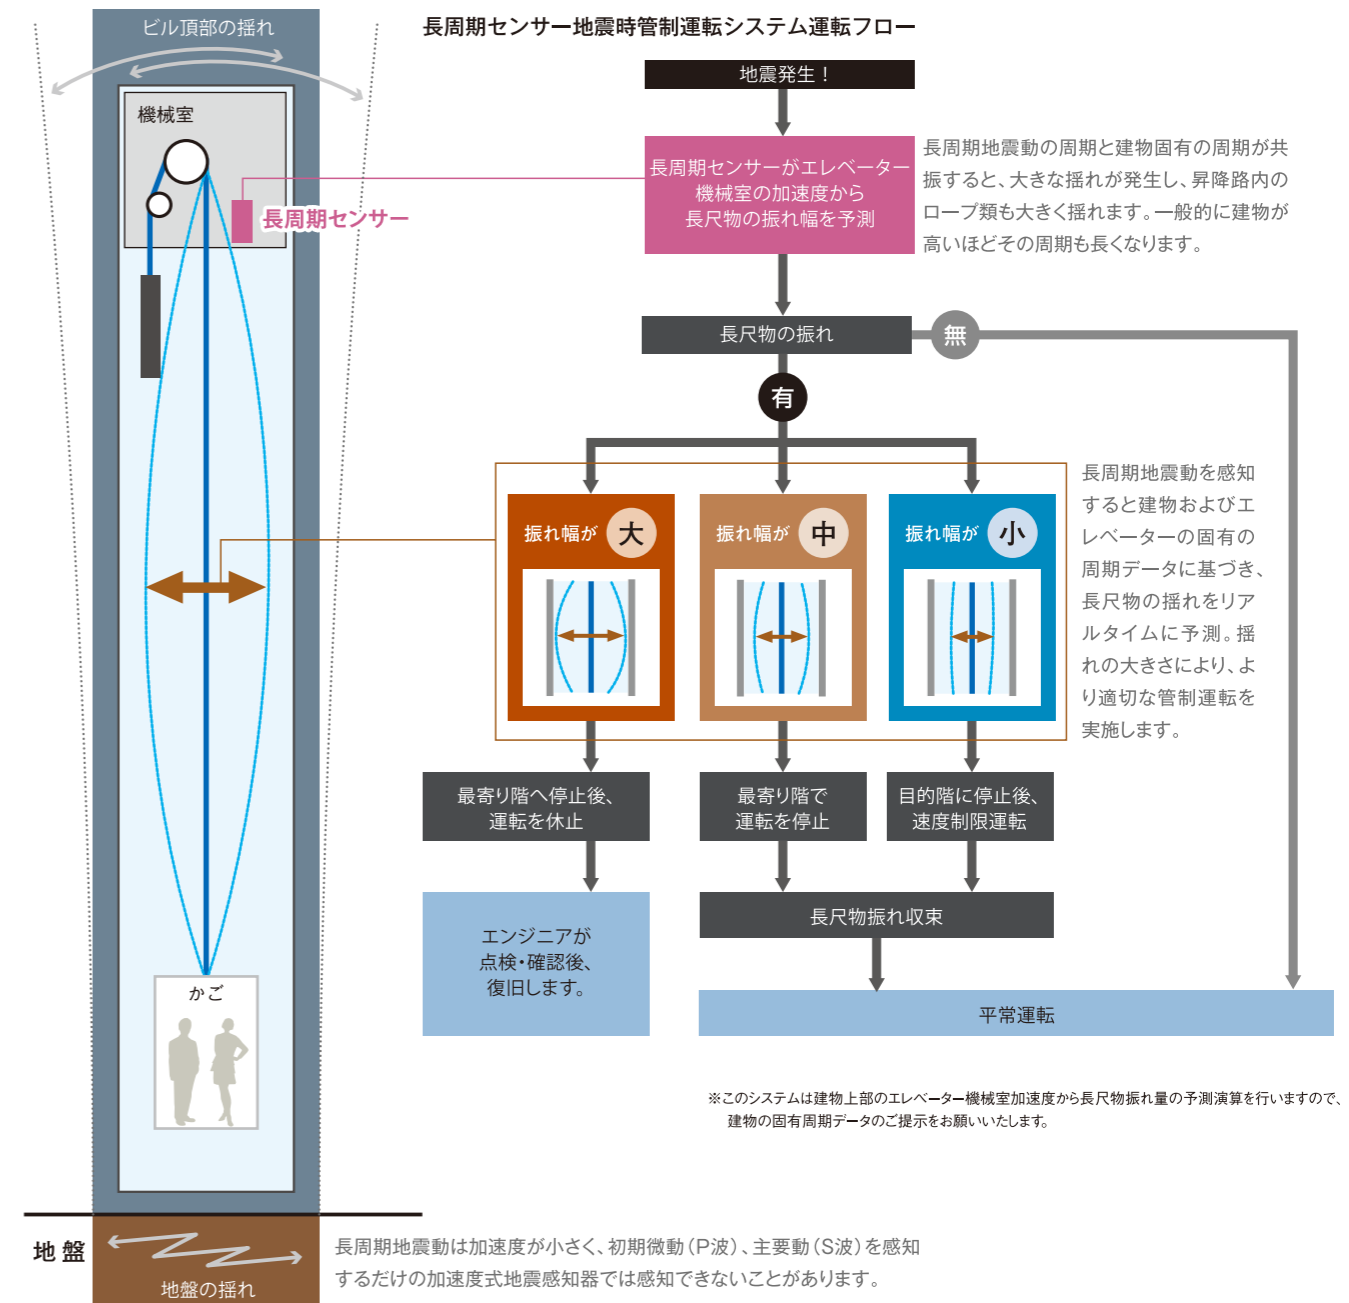 ビル頂部の揺れ
機械室
長周期センサー
かご
地盤
地盤の揺れ
長周期センサー地震時管制運転システム運転フロー
地震発生！
長周期センサーがエレベーター
機械室の加速度から
長尺物の振れ幅を予測
長周期地震動の周期と建物固有の周期が共
振すると、大きな揺れが発生し、昇降路内の
ロープ類も大きく揺れます。一般的に建物が
高いほどその周期も長くなります。
長尺物の振れ
無
有
振れ幅が 大
振れ幅が 中
振れ幅が 小
長周期地震動を感知
すると建物およびエ
レベーターの固有の
周期データに基づき、
長尺物の揺れをリア
ルタイムに予測。揺
れの大きさにより、よ
り適切な管制運転を
実施します。
最寄り階へ停止後、
運転を休止
最寄り階で
運転を停止
目的階に停止後、
速度制限運転
エンジニアが
点検・確認後、
復旧します。
長尺物振れ収束
平常運転
※このシステムは建物上部のエレベーター機械室加速度から長尺物振れ量の予測演算を行いますので、
建物の固有周期データのご提示をお願いいたします。
長周期地震動は加速度が小さく、初期微動（P波）、主要動（S波）を感知
するだけの加速度式地震感知器では感知できないことがあります。